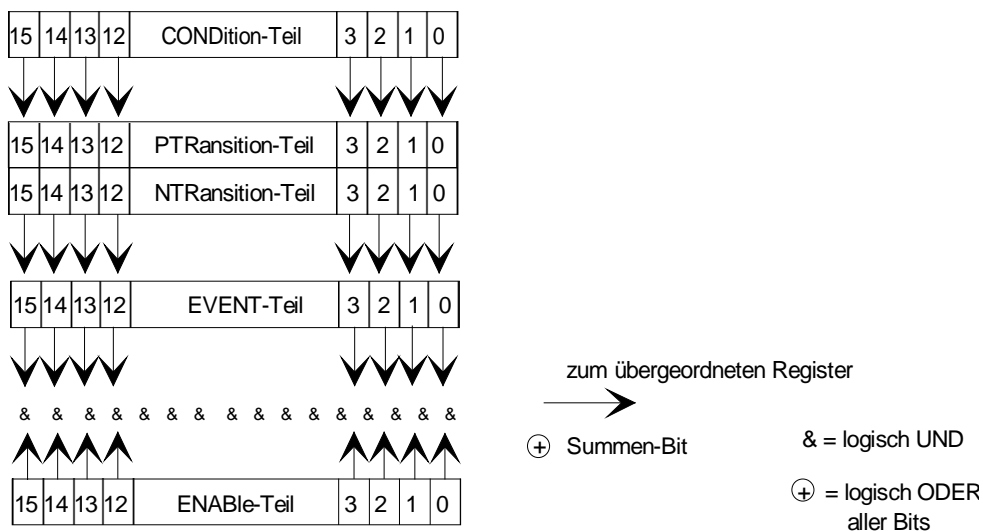 15 14 13 12 CONDition-Teil 3 2 1 0
15 14 13 12 PTRansition-Teil 3 2 1 0
15 14 13 12 NTRansition-Teil 3 2 1 0
15 14 13 12 EVENT-Teil 3 2 1 0
zum übergeordneten Register
& & & & & & & & & & & & & & & &
+ Summen-Bit
& = logisch UND
15 14 13 12 ENABle-Teil 3 2 1 0
+ = logisch ODER
aller Bits